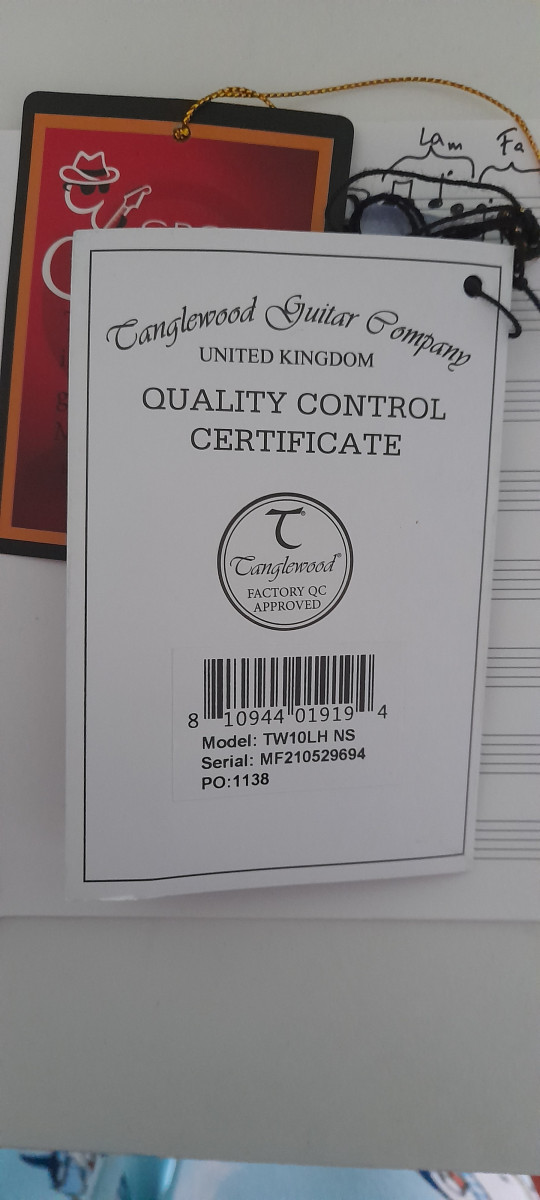 Lam Fa
Tanglewood Guitar Company
UNITED KINGDOM
QUALITY CONTROL
CERTIFICATE
T®
Tanglewood®
FACTORY QC
APPROVED
8 10944 01919 4
Model: TW10LH NS
Serial: MF210529694
PO:1138